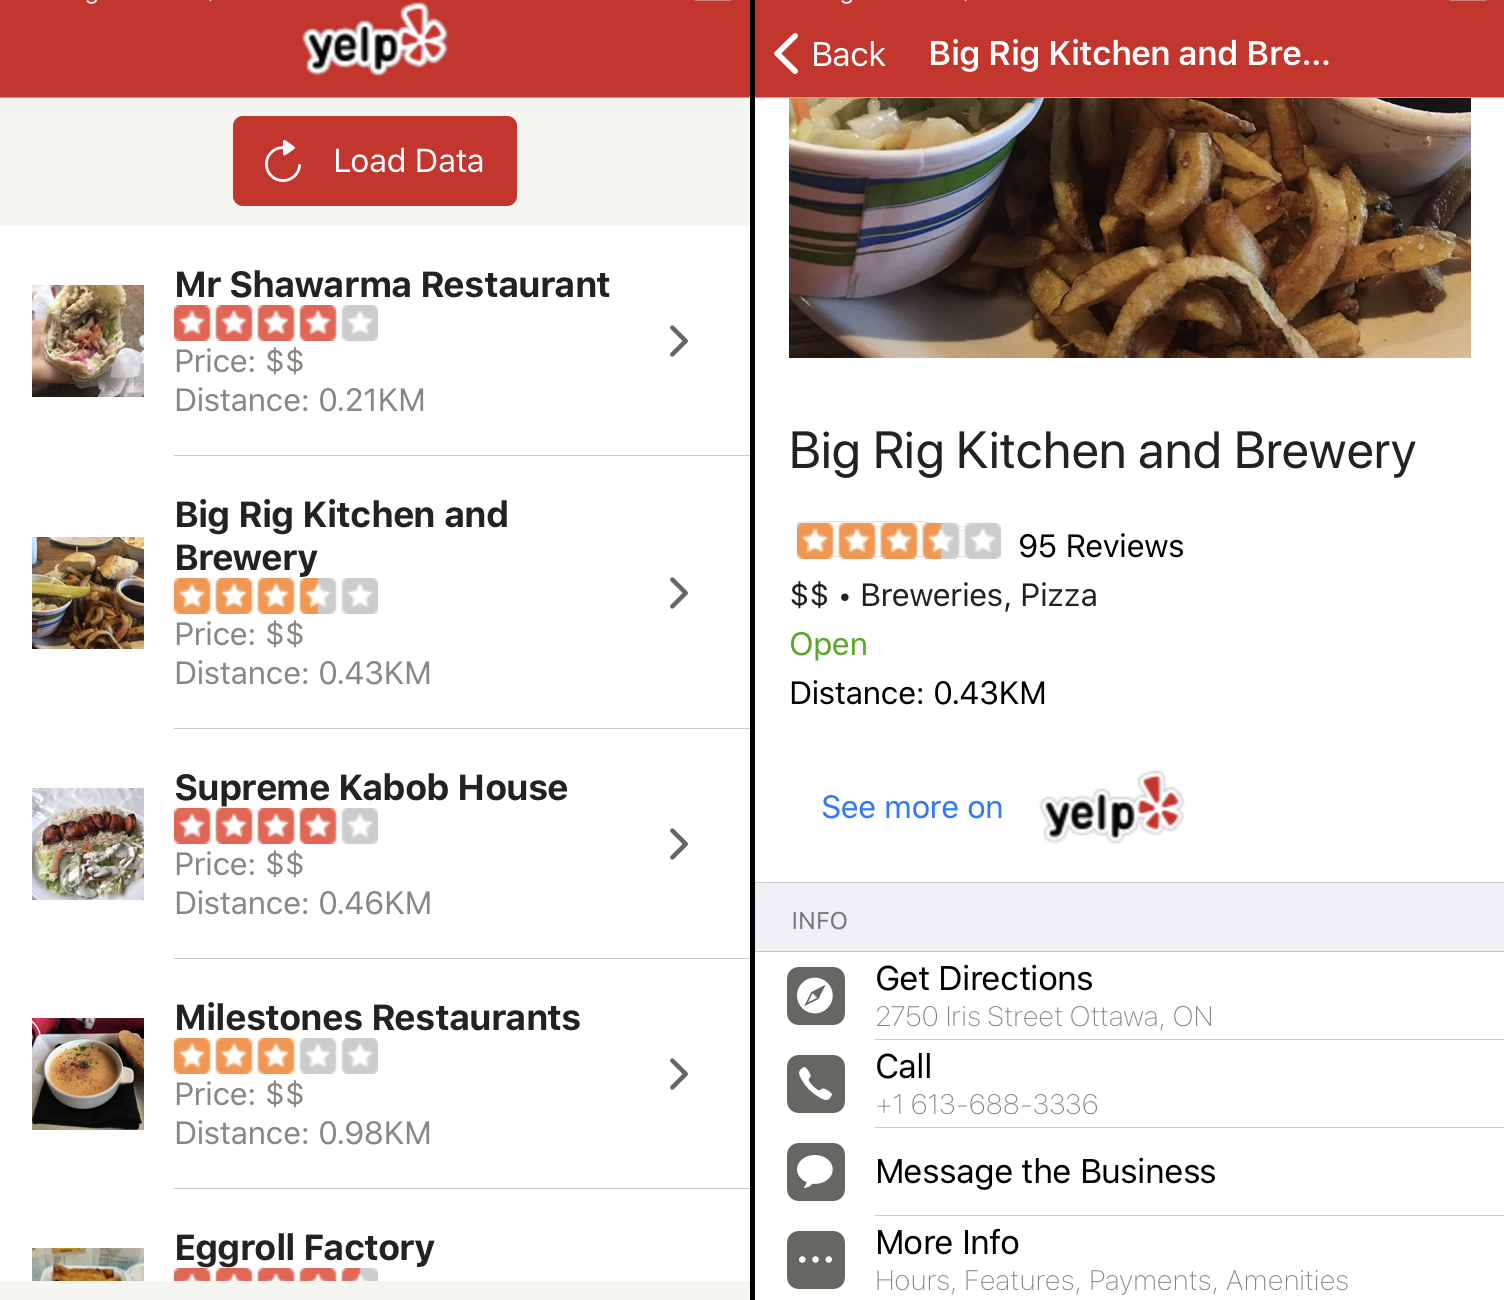 yelp
Load Data
Mr Shawarma Restaurant
Price: $$
Distance: 0.21KM
Big Rig Kitchen and
Brewery
Price: $$
Distance: 0.43KM
Supreme Kabob House
Price: $$
Distance: 0.46KM
Milestones Restaurants
Price: $$
Distance: 0.98KM
Eggroll Factory
Back
Big Rig Kitchen and Bre...
Big Rig Kitchen and Brewery
95 Reviews
$$ • Breweries, Pizza
Open
Distance: 0.43KM
See more on yelp
INFO
Get Directions
2750 Iris Street Ottawa, ON
Call
+1 613-688-3336
Message the Business
More Info
Hours, Features, Payments, Amenities